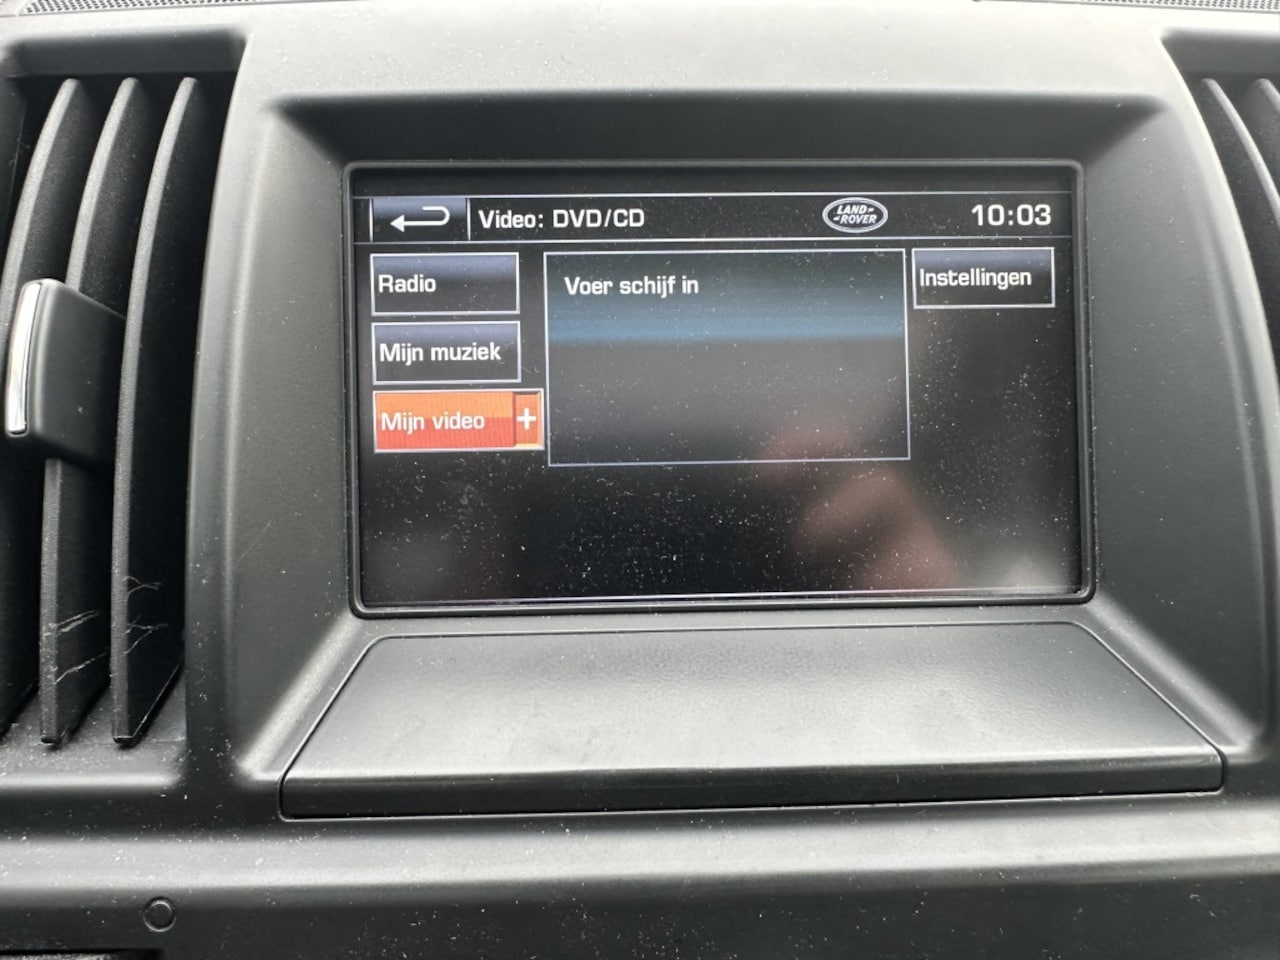 Video: DVD/CD
LAND-
-ROVER
10:03
Radio
Voer schijf in
Instellingen
Mijn muziek
Mijn video +